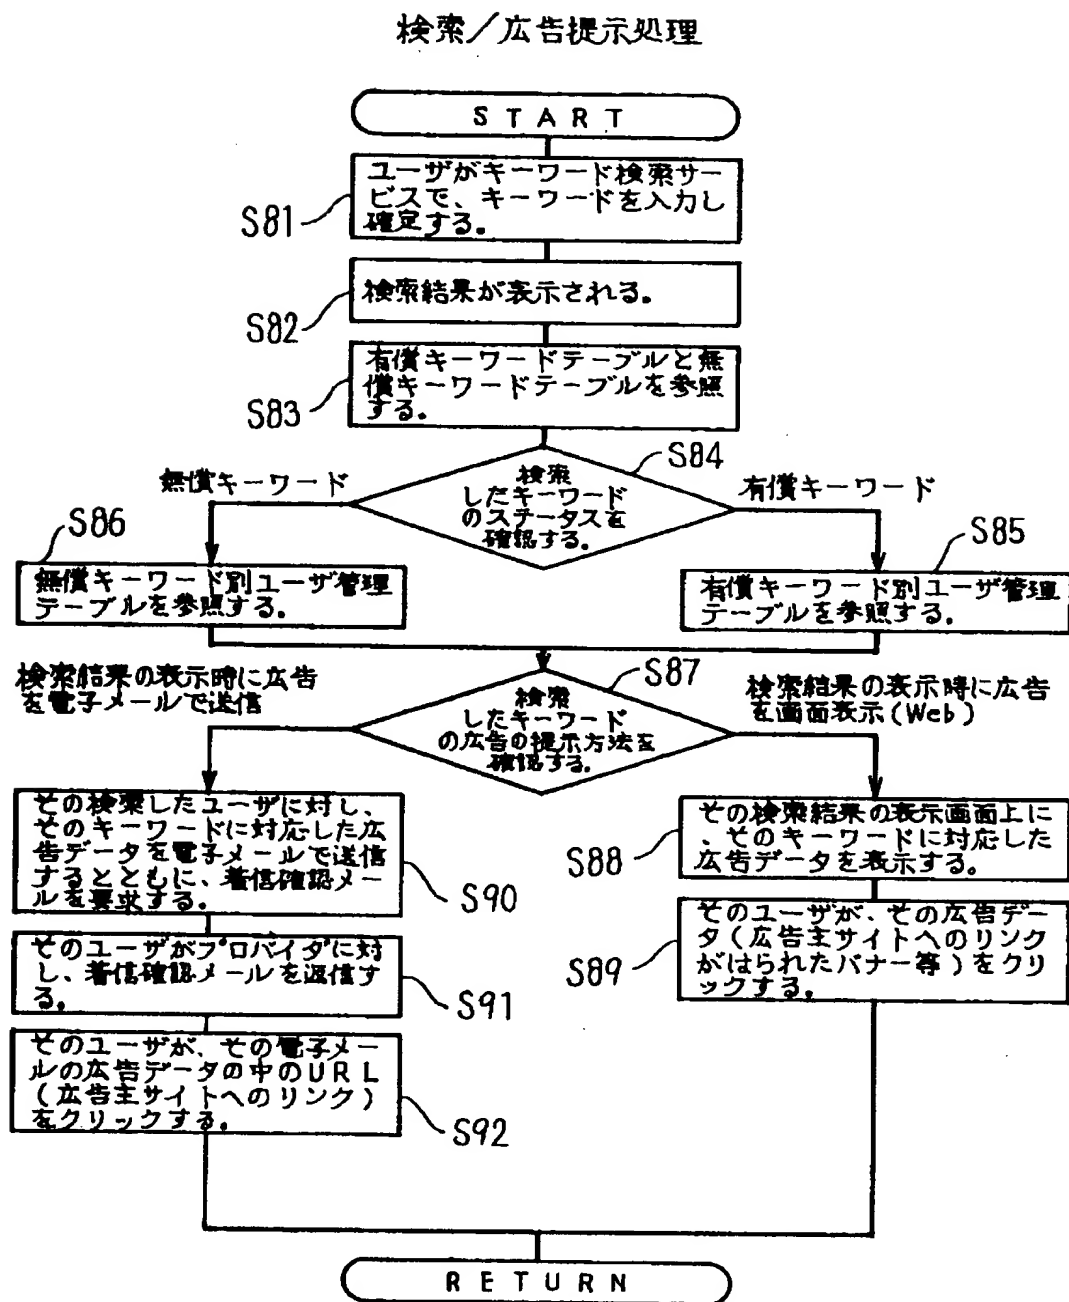 検索／広告提示処理
START
ユーザがキーワード検索サー
ビスで、キーワードを入力し
確定する。
S81
検索結果が表示される。
S82
有償キーワードテーブルと無
償キーワードテーブルを参照
する。
S83
S84
検索
したキーワード
のステータスを
確認する。
無償キーワード
有償キーワード
S86
S85
無償キーワード別ユーザ管理
テーブルを参照する。
有償キーワード別ユーザ管理
テーブルを参照する。
検索結果の表示時に広告
を電子メールで送信
S87
検索
したキーワード
の広告の提示方法を
確認する。
検索結果の表示時に広告
を画面表示(Web)
その検索したユーザに対し、
そのキーワードに対応した広
告データを電子メールで送信
するとともに、着信確認メー
ルを要求する。
S90
その検索結果の表示画面上に
、そのキーワードに対応した
広告データを表示する。
S88
そのユーザがプロバイダに対
し、着信確認メールを返信す
る。
S91
そのユーザが、その広告デー
タ(広告主サイトへのリンク
がはられたバナー等)をクリ
ックする。
S89
そのユーザが、その電子メー
ルの広告データの中のURL
(広告主サイトへのリンク)
をクリックする。
S92
RETURN